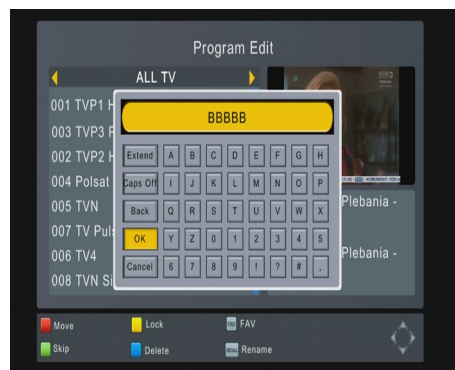 Program Edit
ALL TV
001 TVP1 H
003 TVP3 R
002 TVP2 H
004 Polsat
005 TVN
007 TV Puls
006 TV4
008 TVN Si
BBBBB
Extend A B C D E F G H
Caps Off I J K L M N O P
Back Q R S T U V W X
OK Y Z 0 1 2 3 4 5
Cancel 6 7 8 9 ! ? # ,
Plebania -
Plebania -
Move
Lock
FAV FAV
Skip
Delete
Rename